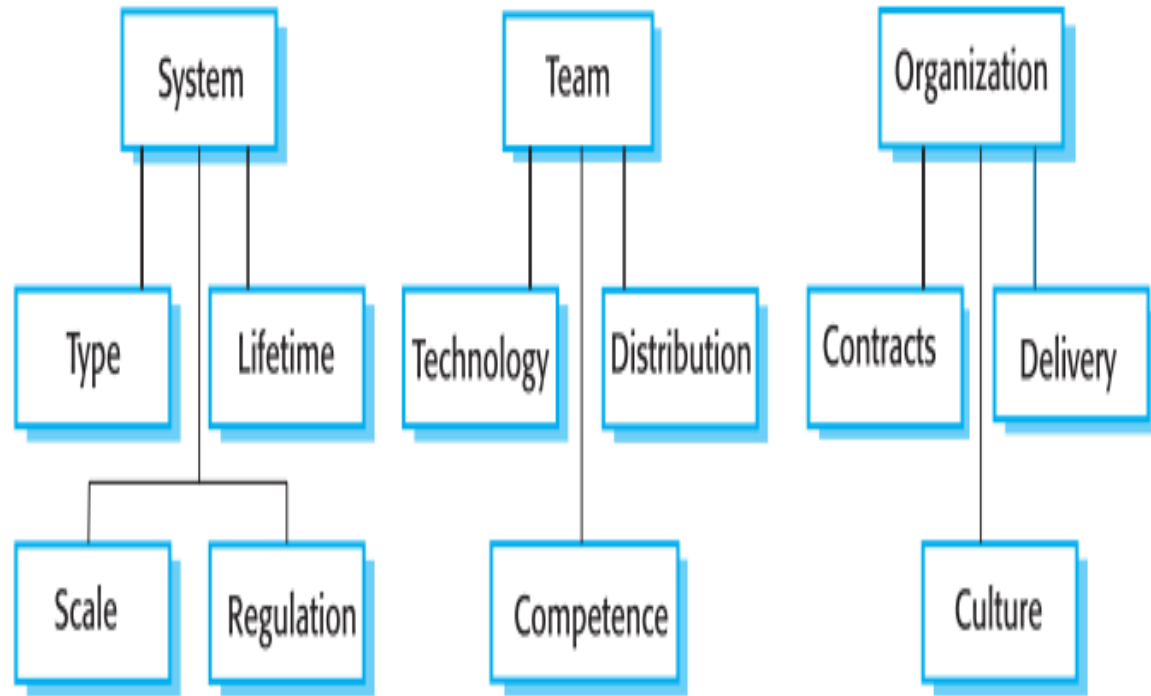 System
Team
Organization
Type
Lifetime
Technology
Distribution
Contracts
Delivery
Scale
Regulation
Competence
Culture